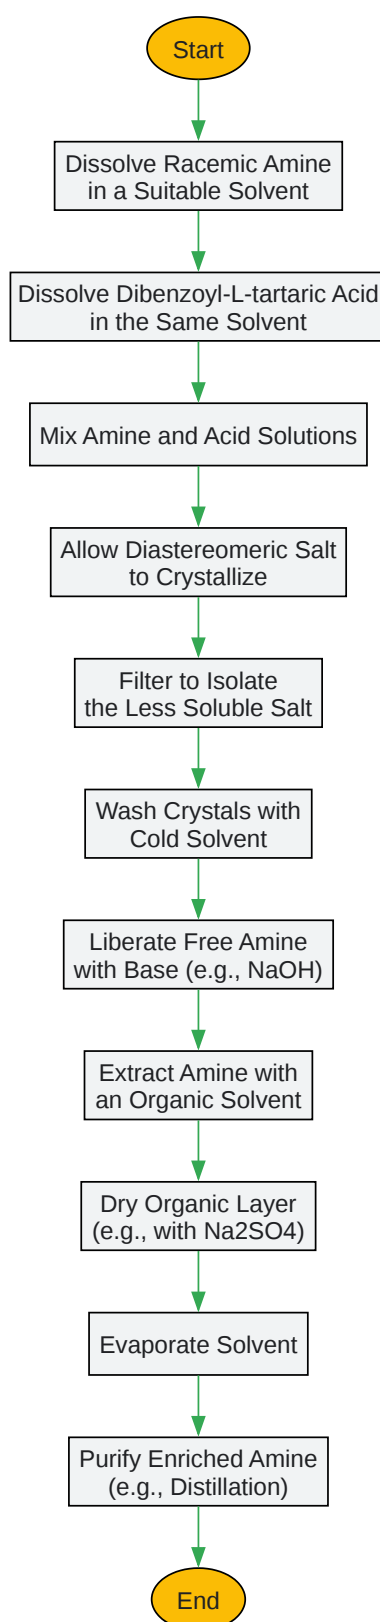 Start
Dissolve Racemic Amine
in a Suitable Solvent
Dissolve Dibenzoyl-L-tartaric Acid
in the Same Solvent
Mix Amine and Acid Solutions
Allow Diastereomeric Salt
to Crystallize
Filter to Isolate
the Less Soluble Salt
Wash Crystals with
Cold Solvent
Liberate Free Amine
with Base (e.g., NaOH)
Extract Amine with
an Organic Solvent
Dry Organic Layer
(e.g., with Na2SO4)
Evaporate Solvent
Purify Enriched Amine
(e.g., Distillation)
End